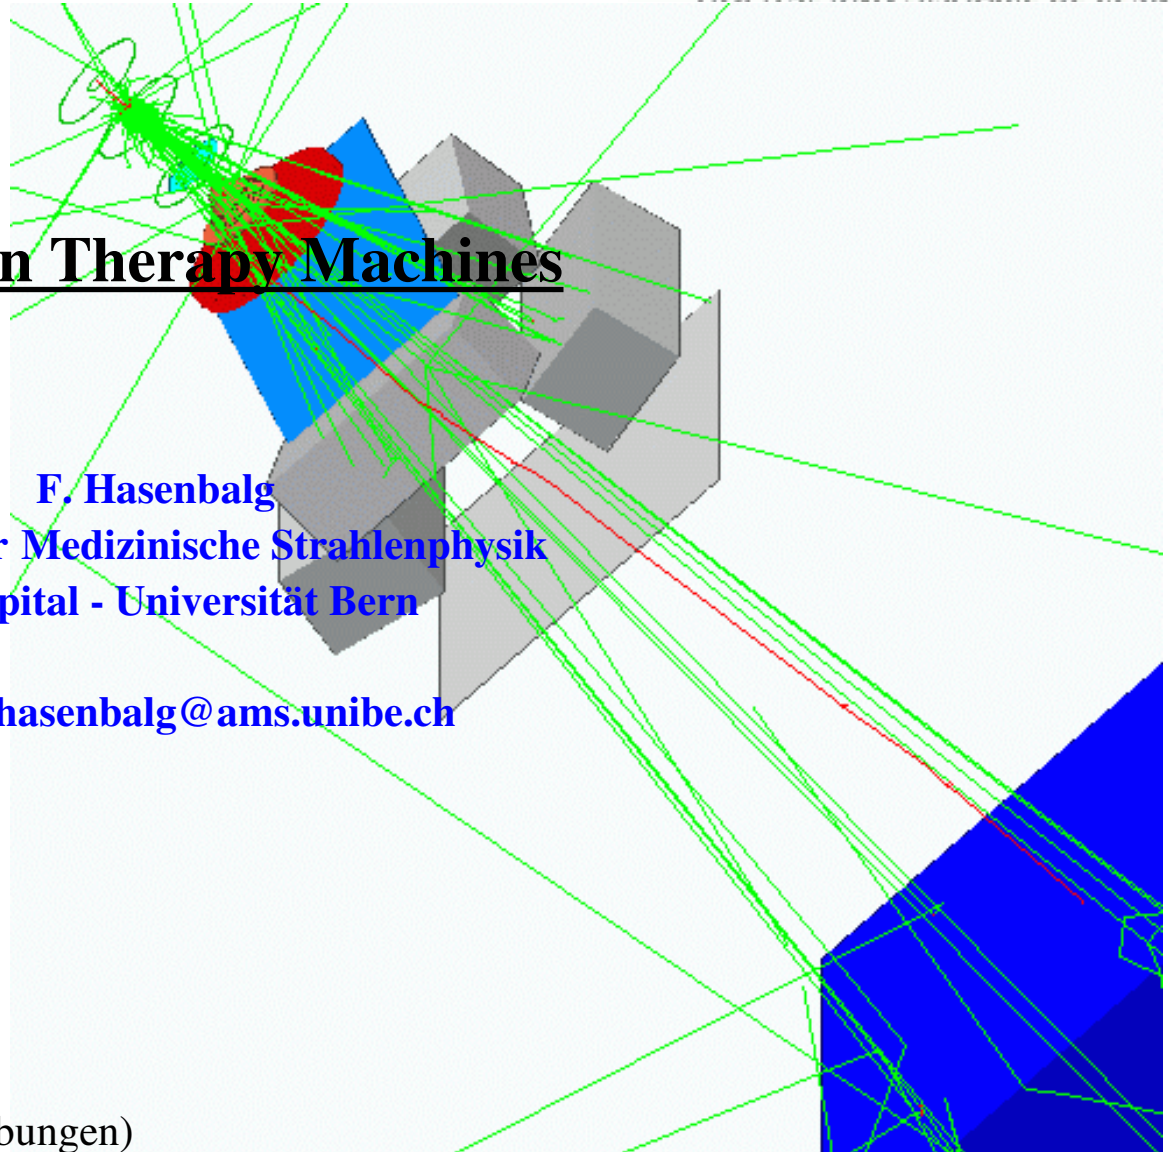 n Therapy Machines
F. Hasenbalg
r Medizinische Strahlenphysik
pital - Universität Bern
hasenbalg@ams.unibe.ch
bungen)